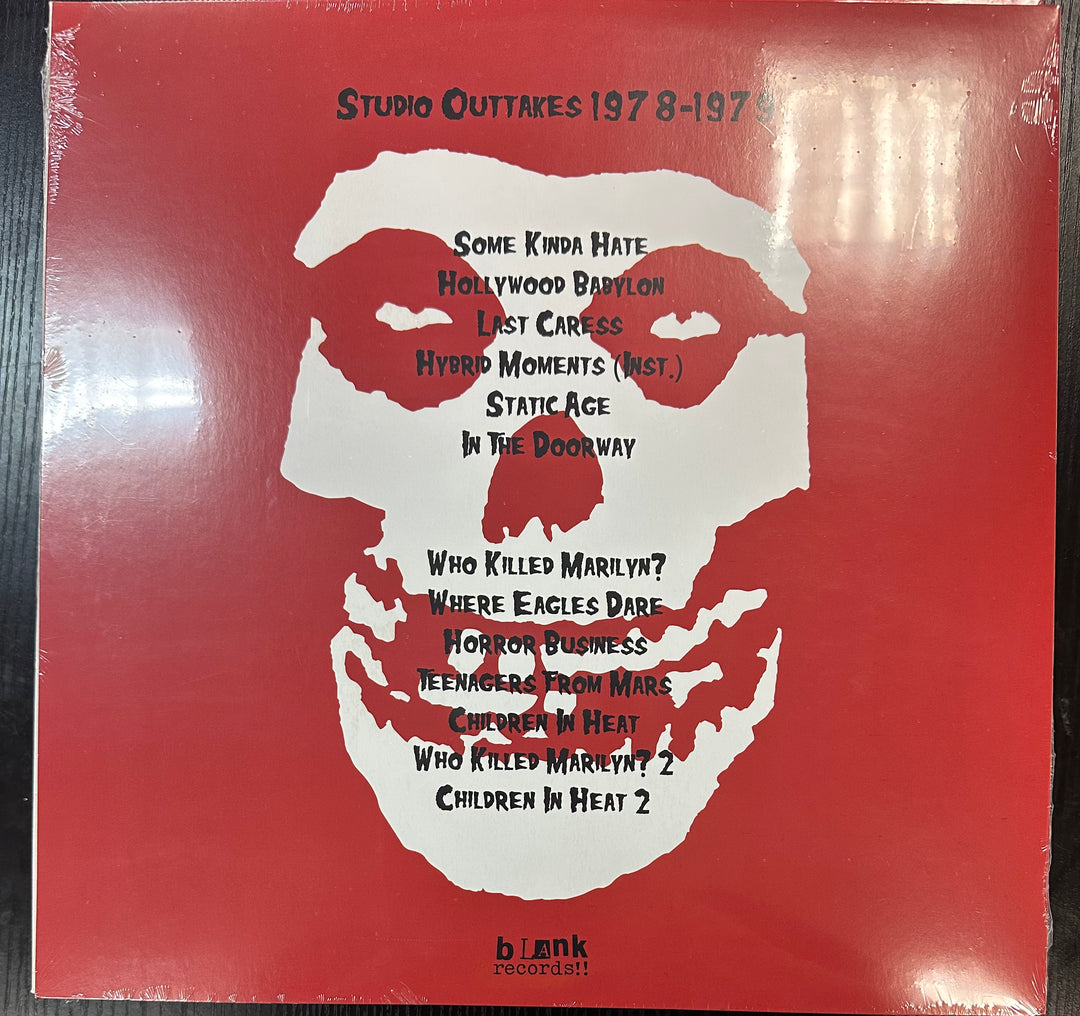 STUDIO OUTTAKES 1978-1979
SOME KINDA HATE
HOLLYWOOD BABYLON
LAST CARESS
HYBRID MOMENTS (INST.)
STATIC AGE
IN THE DOORWAY
WHO KILLED MARILYN?
WHERE EAGLES DARE
HORROR BUSINESS
TEENAGERS FROM MARS
CHILDREN IN HEAT
WHO KILLED MARILYN? 2
CHILDREN IN HEAT 2
bLAnk
records!!